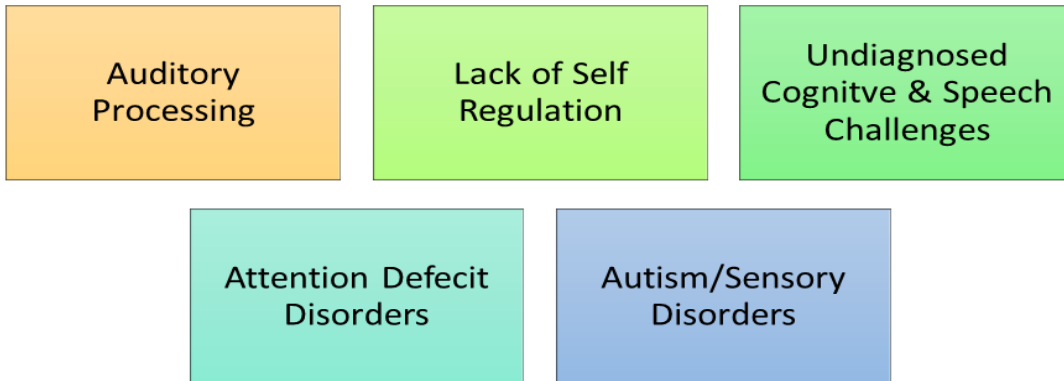 Auditory
Processing
Lack of Self
Regulation
Undiagnosed
Cognitve & Speech
Challenges
Attention Defecit
Disorders
Autism/Sensory
Disorders